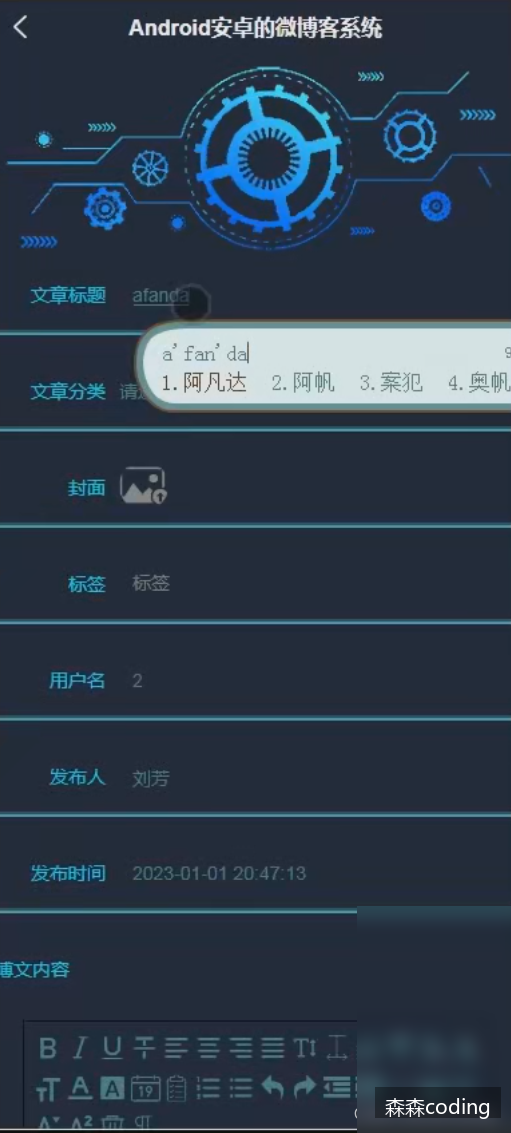 Android安卓的微博客系统
文章标题 afanda
a'fan'da
1.阿凡达 2.阿帆 3.案犯 4.奥帆
文章分类 请
封面
标签 标签
用户名 2
发布人 刘芳
发布时间 2023-01-01 20:47:13
博文内容
森森coding